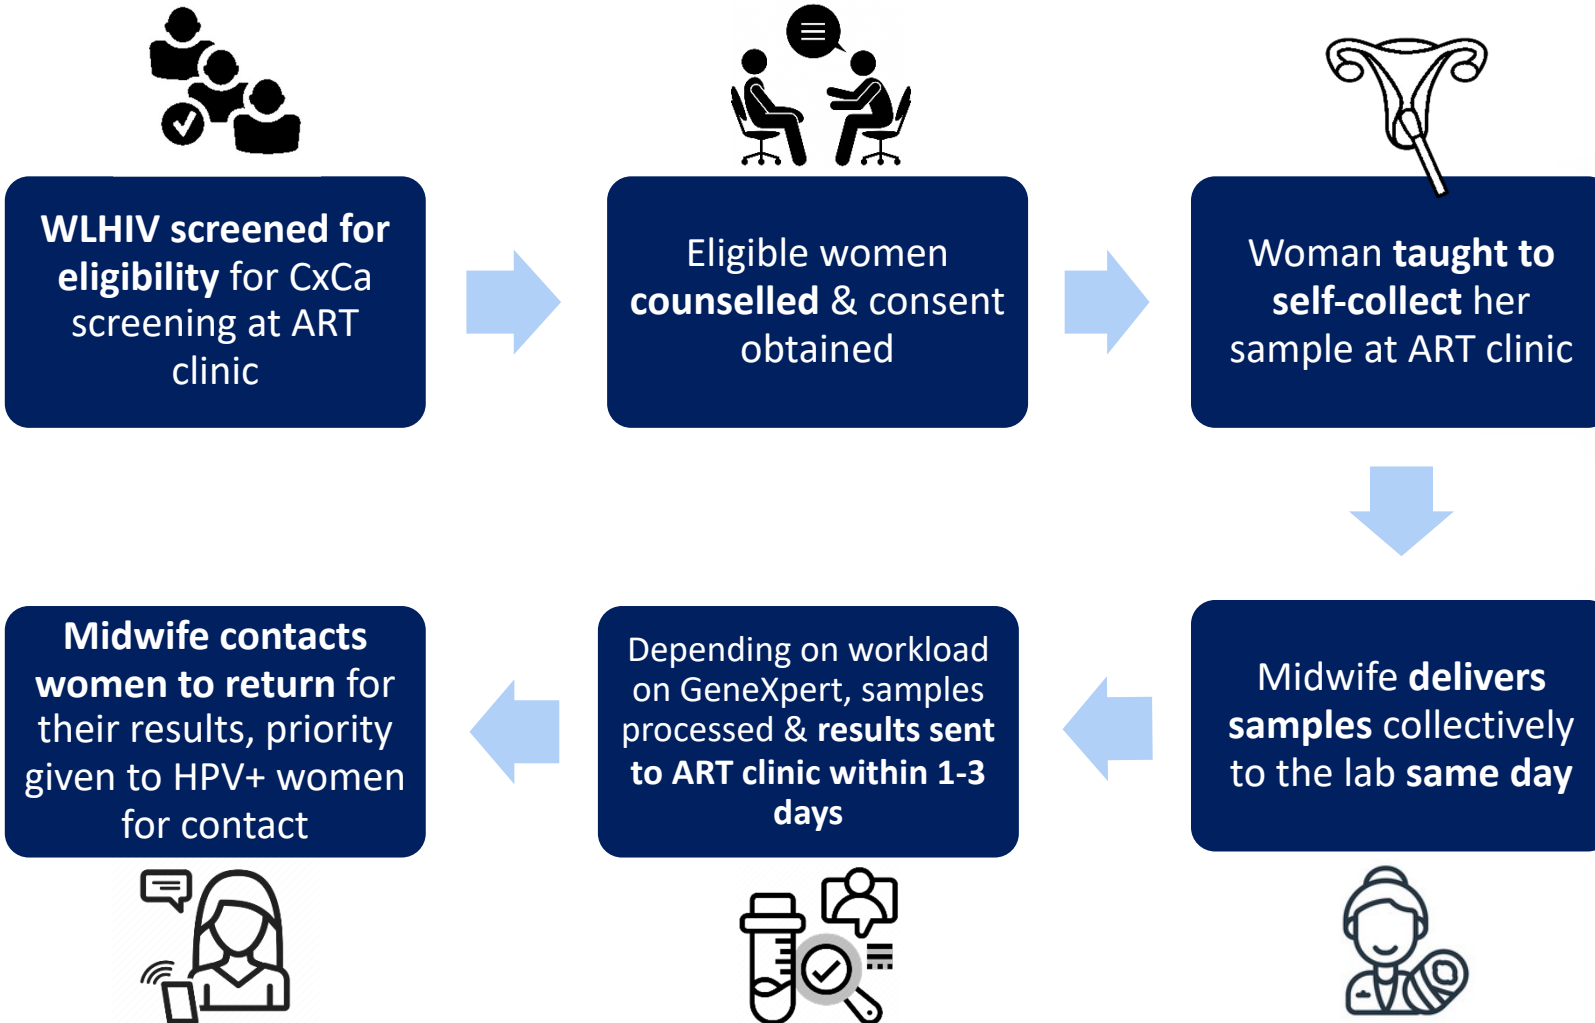 WLHIV screened for
eligibility for CxCa
screening at ART
clinic
Eligible women
counselled & consent
obtained
Woman taught to
self-collect her
sample at ART clinic
Midwife delivers
samples collectively
to the lab same day
Depending on workload
on GeneXpert, samples
processed & results sent
to ART clinic within 1-3
days
Midwife contacts
women to return for
their results, priority
given to HPV+ women
for contact